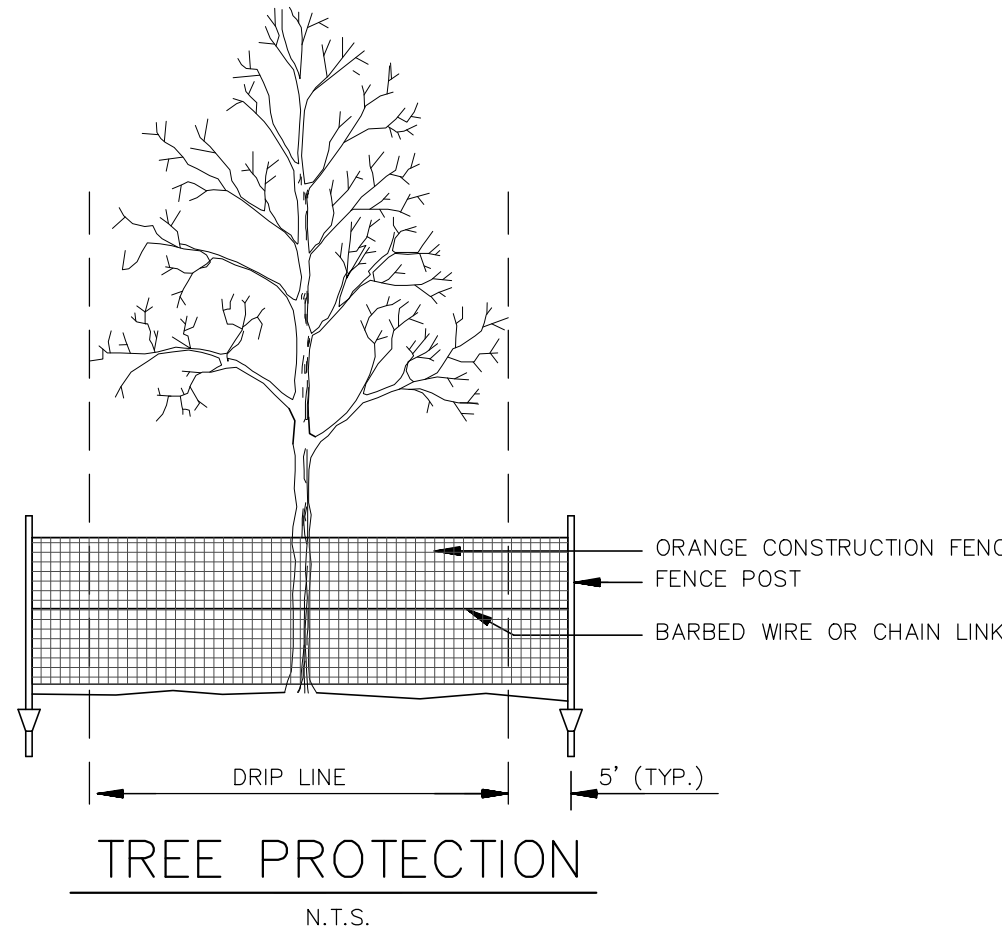 ORANGE CONSTRUCTION FENC
FENCE POST
BARBED WIRE OR CHAIN LINK
DRIP LINE
5' (TYP.)
TREE PROTECTION
N.T.S.